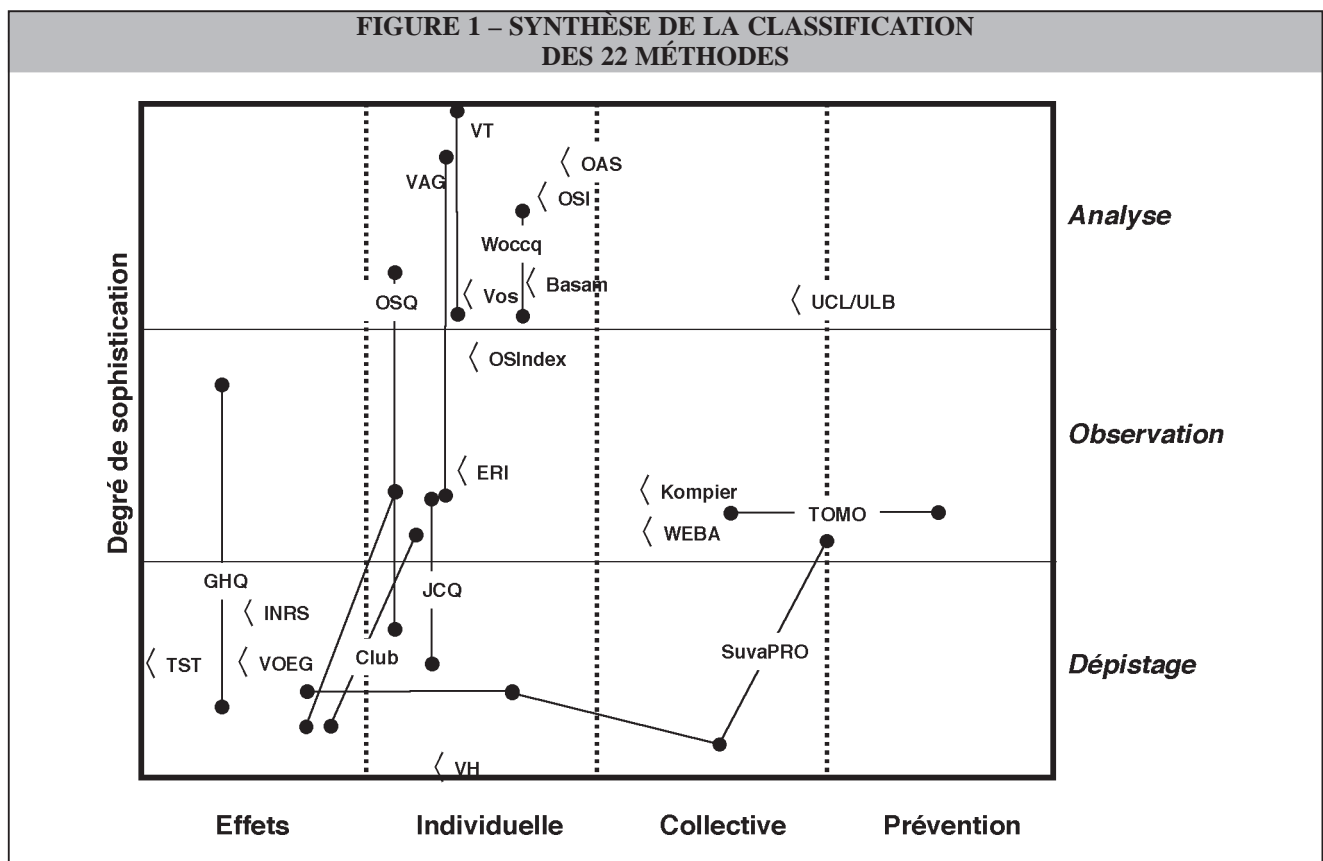 FIGURE 1 – SYNTHÈSE DE LA CLASSIFICATION
DES 22 MÉTHODES
Degré de sophistication
VT
OAS
VAG
OSI
Woccq
Basam
Vos
OSQ
UCL/ULB
Analyse
OSIndex
ERI
Kompier
TOMO
WEBA
Observation
GHQ
INRS
JCQ
TST
VOEG
Club
SuvaPRO
Dépistage
VH
Effets
Individuelle
Collective
Prévention